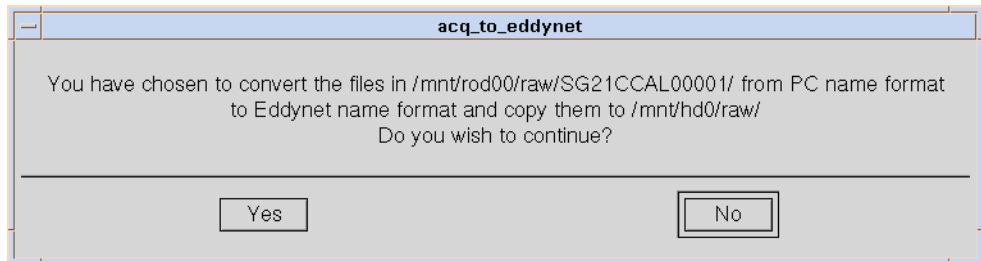 acq_to_eddynet
You have chosen to convert the files in /mnt/rod00/raw/SG21CCAL00001/ from PC name format
to Eddynet name format and copy them to /mnt/hd0/raw/
Do you wish to continue?
Yes
No